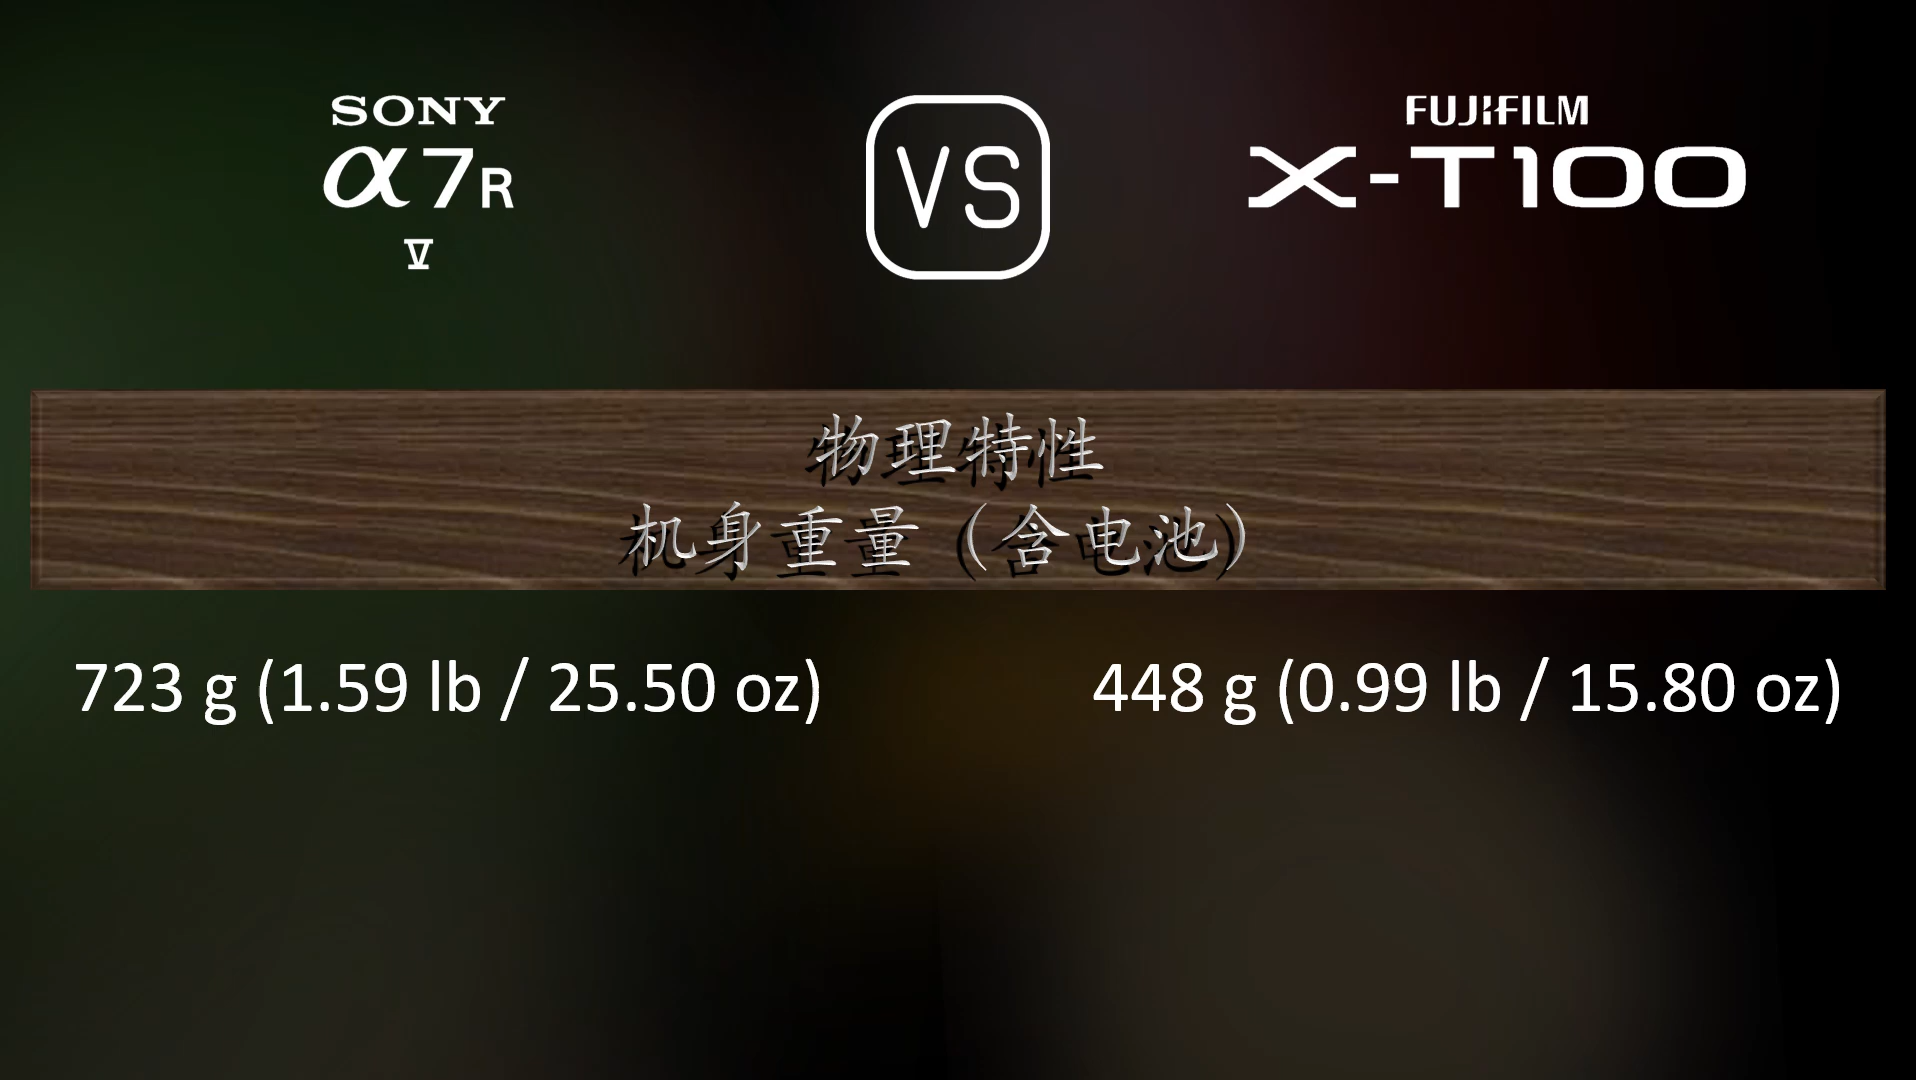 SONY
α7R
V
VS
FUJIFILM
X-T100
物理特性
机身重量（含电池）
723 g (1.59 lb / 25.50 oz)
448 g (0.99 lb / 15.80 oz)